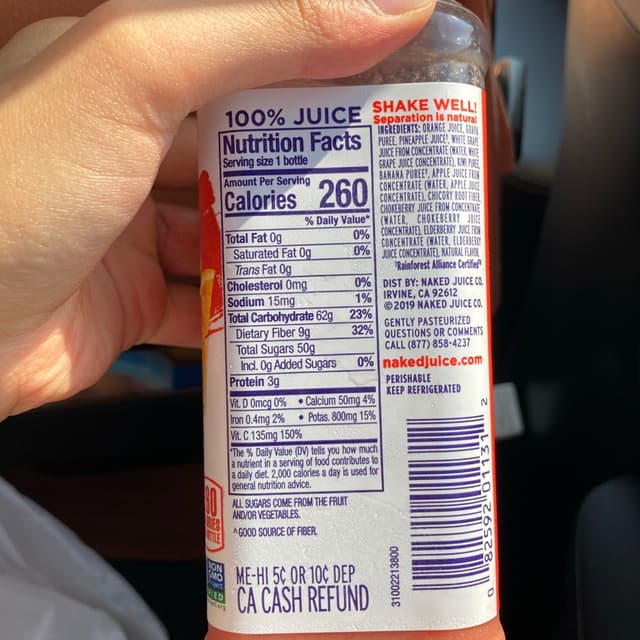 100% JUICE
Nutrition Facts
Serving size 1 bottle
Amount Per Serving
Calories 260
% Daily Value*
Total Fat 0g 0%
Saturated Fat 0g 0%
Trans Fat 0g
Cholesterol 0mg 0%
Sodium 15mg 1%
Total Carbohydrate 62g 23%
Dietary Fiber 9g 32%
Total Sugars 50g
Incl. 0g Added Sugars 0%
Protein 3g
Vit. D 0mcg 0% • Calcium 50mg 4%
Iron 0.4mg 2% • Potas. 800mg 15%
Vit. C 135mg 150%
*The % Daily Value (DV) tells you how much
a nutrient in a serving of food contributes to
a daily diet. 2,000 calories a day is used for
general nutrition advice.
ALL SUGARS COME FROM THE FRUIT
AND/OR VEGETABLES.
^GOOD SOURCE OF FIBER.
ME-HI 5¢ OR 10¢ DEP
CA CASH REFUND
SHAKE WELL!
Separation is natural
INGREDIENTS: ORANGE JUICE, GUAVA
PUREE, PINEAPPLE JUICE†, WHITE GRAPE
JUICE FROM CONCENTRATE (WATER, WHITE
GRAPE JUICE CONCENTRATE), KIWI PUREE,
BANANA PUREE†, APPLE JUICE FROM
CONCENTRATE (WATER, APPLE JUICE
CONCENTRATE), CHICORY ROOT FIBER,
CHOKEBERRY JUICE FROM CONCENTRATE
(WATER, CHOKEBERRY JUICE
CONCENTRATE), ELDERBERRY JUICE FROM
CONCENTRATE (WATER, ELDERBERRY
JUICE CONCENTRATE), NATURAL FLAVOR.
†Rainforest Alliance Certified™
DIST BY: NAKED JUICE CO.
IRVINE, CA 92612
©2019 NAKED JUICE CO.
GENTLY PASTEURIZED
QUESTIONS OR COMMENTS
CALL (877) 858-4237
nakedjuice.com
PERISHABLE
KEEP REFRIGERATED
31002213800
0 82592 01131 2
NON
GMO